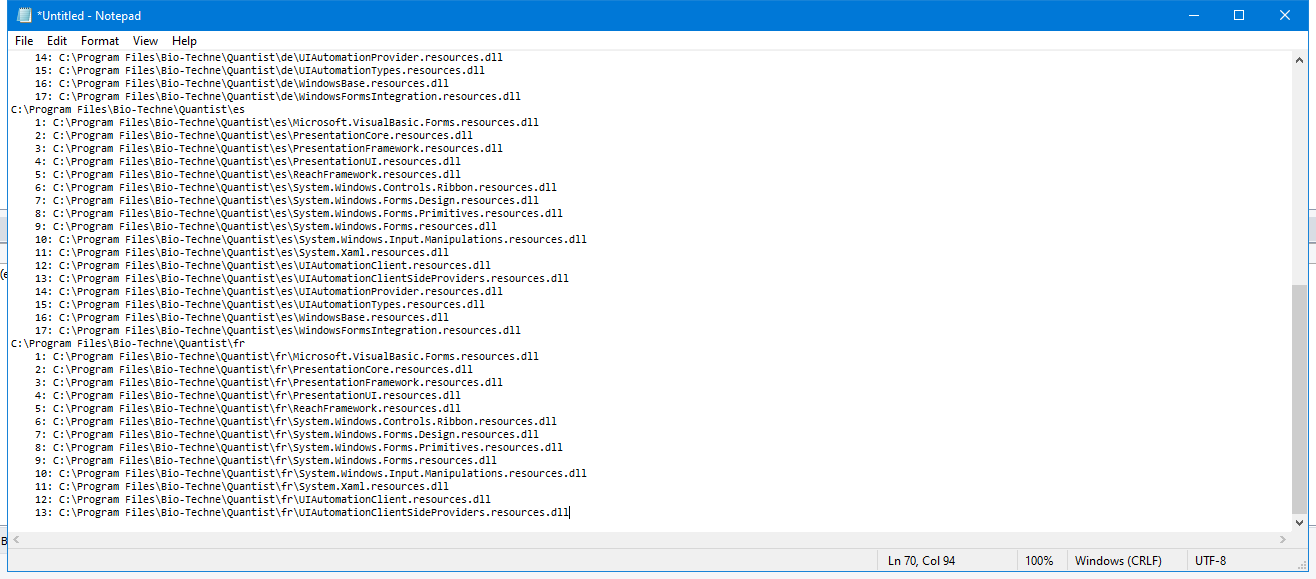 *Untitled - Notepad
File Edit Format View Help
14: C:\Program Files\Bio-Techne\Quantist\de\UIAutomationProvider.resources.dll
15: C:\Program Files\Bio-Techne\Quantist\de\UIAutomationTypes.resources.dll
16: C:\Program Files\Bio-Techne\Quantist\de\WindowsBase.resources.dll
17: C:\Program Files\Bio-Techne\Quantist\de\WindowsFormsIntegration.resources.dll
C:\Program Files\Bio-Techne\Quantist\es
1: C:\Program Files\Bio-Techne\Quantist\es\Microsoft.VisualBasic.Forms.resources.dll
2: C:\Program Files\Bio-Techne\Quantist\es\PresentationCore.resources.dll
3: C:\Program Files\Bio-Techne\Quantist\es\PresentationFramework.resources.dll
4: C:\Program Files\Bio-Techne\Quantist\es\PresentationUI.resources.dll
5: C:\Program Files\Bio-Techne\Quantist\es\ReachFramework.resources.dll
6: C:\Program Files\Bio-Techne\Quantist\es\System.Windows.Controls.Ribbon.resources.dll
7: C:\Program Files\Bio-Techne\Quantist\es\System.Windows.Forms.Design.resources.dll
8: C:\Program Files\Bio-Techne\Quantist\es\System.Windows.Forms.Primitives.resources.dll
9: C:\Program Files\Bio-Techne\Quantist\es\System.Windows.Forms.resources.dll
10: C:\Program Files\Bio-Techne\Quantist\es\System.Windows.Input.Manipulations.resources.dll
11: C:\Program Files\Bio-Techne\Quantist\es\System.Xaml.resources.dll
12: C:\Program Files\Bio-Techne\Quantist\es\UIAutomationClient.resources.dll
13: C:\Program Files\Bio-Techne\Quantist\es\UIAutomationClientSideProviders.resources.dll
14: C:\Program Files\Bio-Techne\Quantist\es\UIAutomationProvider.resources.dll
15: C:\Program Files\Bio-Techne\Quantist\es\UIAutomationTypes.resources.dll
16: C:\Program Files\Bio-Techne\Quantist\es\WindowsBase.resources.dll
17: C:\Program Files\Bio-Techne\Quantist\es\WindowsFormsIntegration.resources.dll
C:\Program Files\Bio-Techne\Quantist\fr
1: C:\Program Files\Bio-Techne\Quantist\fr\Microsoft.VisualBasic.Forms.resources.dll
2: C:\Program Files\Bio-Techne\Quantist\fr\PresentationCore.resources.dll
3: C:\Program Files\Bio-Techne\Quantist\fr\PresentationFramework.resources.dll
4: C:\Program Files\Bio-Techne\Quantist\fr\PresentationUI.resources.dll
5: C:\Program Files\Bio-Techne\Quantist\fr\ReachFramework.resources.dll
6: C:\Program Files\Bio-Techne\Quantist\fr\System.Windows.Controls.Ribbon.resources.dll
7: C:\Program Files\Bio-Techne\Quantist\fr\System.Windows.Forms.Design.resources.dll
8: C:\Program Files\Bio-Techne\Quantist\fr\System.Windows.Forms.Primitives.resources.dll
9: C:\Program Files\Bio-Techne\Quantist\fr\System.Windows.Forms.resources.dll
10: C:\Program Files\Bio-Techne\Quantist\fr\System.Windows.Input.Manipulations.resources.dll
11: C:\Program Files\Bio-Techne\Quantist\fr\System.Xaml.resources.dll
12: C:\Program Files\Bio-Techne\Quantist\fr\UIAutomationClient.resources.dll
13: C:\Program Files\Bio-Techne\Quantist\fr\UIAutomationClientSideProviders.resources.dll
Ln 70, Col 94 100% Windows (CRLF) UTF-8